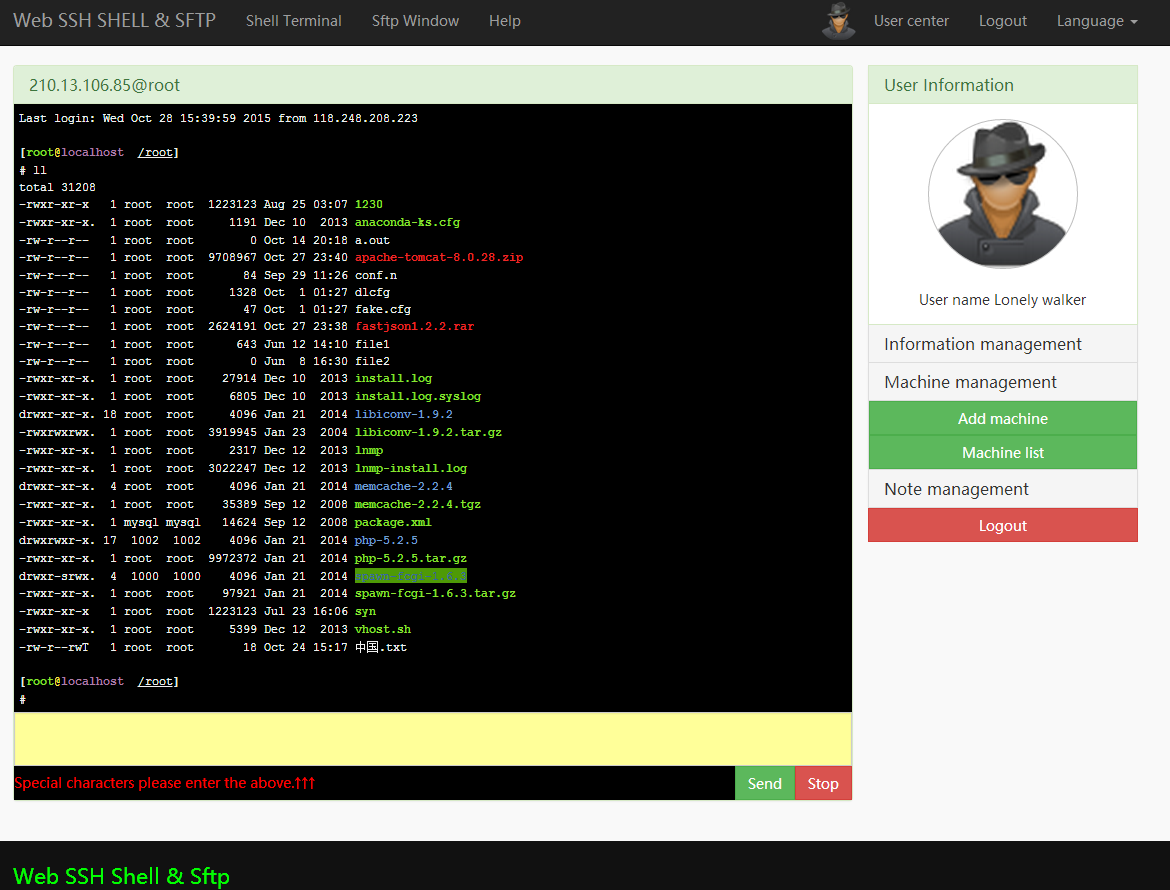 Web SSH SHELL & SFTP Shell Terminal Sftp Window Help User center Logout Language
210.13.106.85@root
Last login: Wed Oct 28 15:39:59 2015 from 118.248.208.223
[root@localhost /root]
# ll
total 31208
-rwxr-xr-x 1 root root 1223123 Aug 25 03:07 1230
-rwxr-xr-x. 1 root root 1191 Dec 10 2013 anaconda-ks.cfg
-rw-r--r-- 1 root root 0 Oct 14 20:18 a.out
-rw-r--r-- 1 root root 9708967 Oct 27 23:40 apache-tomcat-8.0.28.zip
-rw-r--r-- 1 root root 84 Sep 29 11:26 conf.n
-rw-r--r-- 1 root root 1328 Oct 1 01:27 dlcfg
-rw-r--r-- 1 root root 47 Oct 1 01:27 fake.cfg
-rw-r--r-- 1 root root 2624191 Oct 27 23:38 fastjson1.2.2.rar
-rw-r--r-- 1 root root 643 Jun 12 14:10 file1
-rw-r--r-- 1 root root 0 Jun 8 16:30 file2
-rwxr-xr-x. 1 root root 27914 Dec 10 2013 install.log
-rwxr-xr-x. 1 root root 6805 Dec 10 2013 install.log.syslog
drwxr-xr-x. 18 root root 4096 Jan 21 2014 libiconv-1.9.2
-rwxrwxrwx. 1 root root 3919945 Jan 23 2004 libiconv-1.9.2.tar.gz
-rwxr-xr-x. 1 root root 2317 Dec 12 2013 lnmp
-rwxr-xr-x. 1 root root 3022247 Dec 12 2013 lnmp-install.log
drwxr-xr-x. 4 root root 4096 Jan 21 2014 memcache-2.2.4
-rwxr-xr-x. 1 root root 35389 Sep 12 2008 memcache-2.2.4.tgz
-rwxr-xr-x. 1 mysql mysql 14624 Sep 12 2008 package.xml
drwxrwxr-x. 17 1002 1002 4096 Jan 21 2014 php-5.2.5
-rwxr-xr-x. 1 root root 9972372 Jan 21 2014 php-5.2.5.tar.gz
drwxr-srwx. 4 1000 1000 4096 Jan 21 2014 spawn-fcgi-1.6.3
-rwxr-xr-x. 1 root root 97921 Jan 21 2014 spawn-fcgi-1.6.3.tar.gz
-rwxr-xr-x 1 root root 1223123 Jul 23 16:06 syn
-rwxr-xr-x. 1 root root 5399 Dec 12 2013 vhost.sh
-rw-r--rwT 1 root root 18 Oct 24 15:17 中国.txt
[root@localhost /root]
#
Special characters please enter the above.↑↑↑
Send Stop
User Information
User name Lonely walker
Information management
Machine management
Add machine
Machine list
Note management
Logout
Web SSH Shell & Sftp